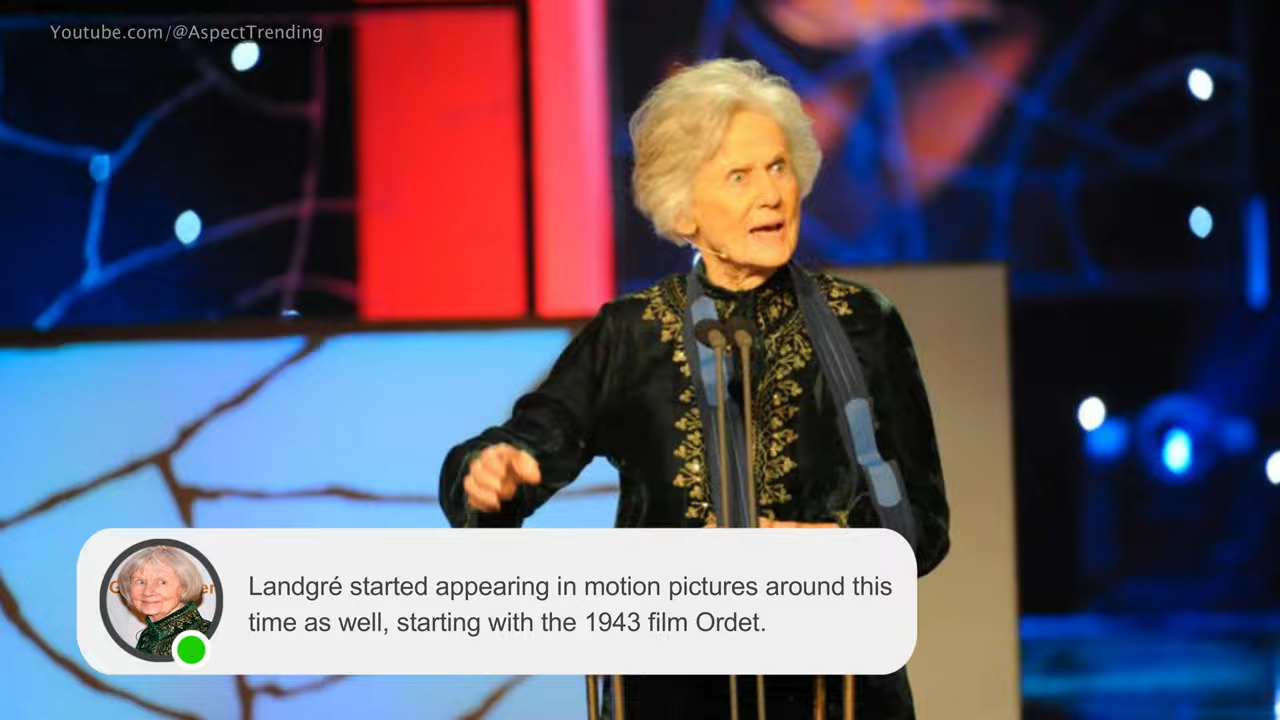 Youtube.com/@AspectTrending
Landgré started appearing in motion pictures around this
time as well, starting with the 1943 film Ordet.